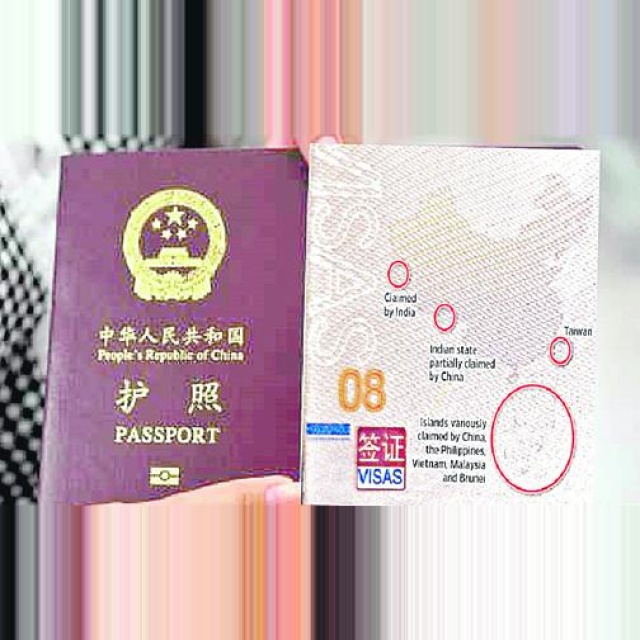 中华人民共和国
People's Republic of China
护 照
PASSPORT
VISAS
Claimed
by India
Indian state
partially claimed
by China
Taiwan
08
签证
VISAS
Islands variously
claimed by China,
the Philippines,
Vietnam, Malaysia
and Brunei